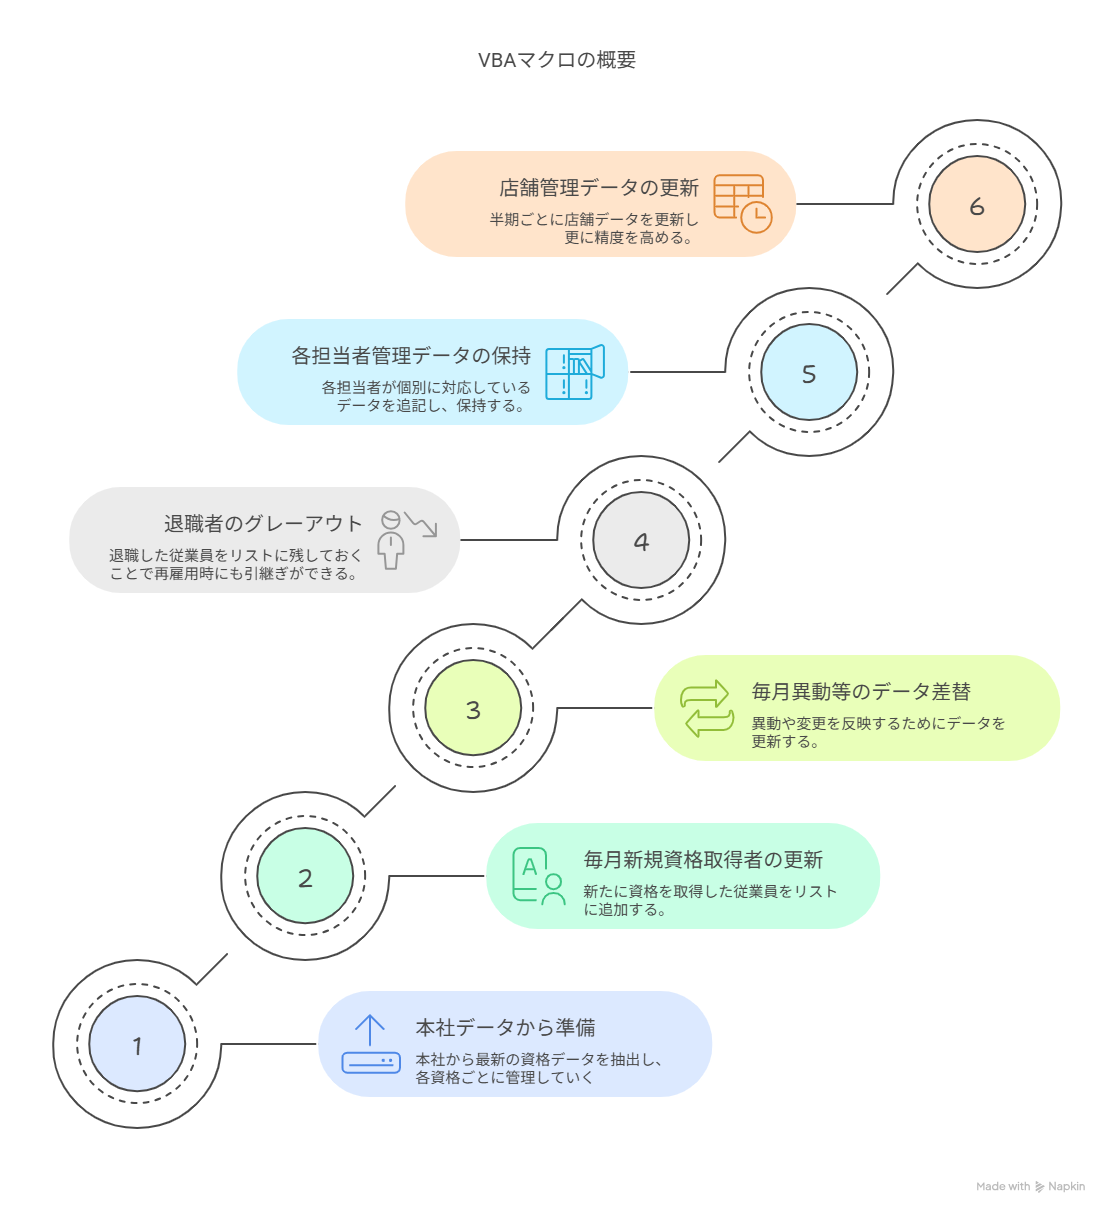 VBAマクロの概要
6
店舗管理データの更新
半期ごとに店舗データを更新し
更に精度を高める。
5
各担当者管理データの保持
各担当者が個別に対応している
データを追記し、保持する。
4
退職者のグレーアウト
退職した従業員をリストに残しておく
ことで再雇用時にも引継ぎができる。
3
毎月異動等のデータ差替
異動や変更を反映するためにデータを
更新する。
2
A
毎月新規資格取得者の更新
新たに資格を取得した従業員をリスト
に追加する。
1
本社データから準備
本社から最新の資格データを抽出し、
各資格ごとに管理していく
Made with Napkin